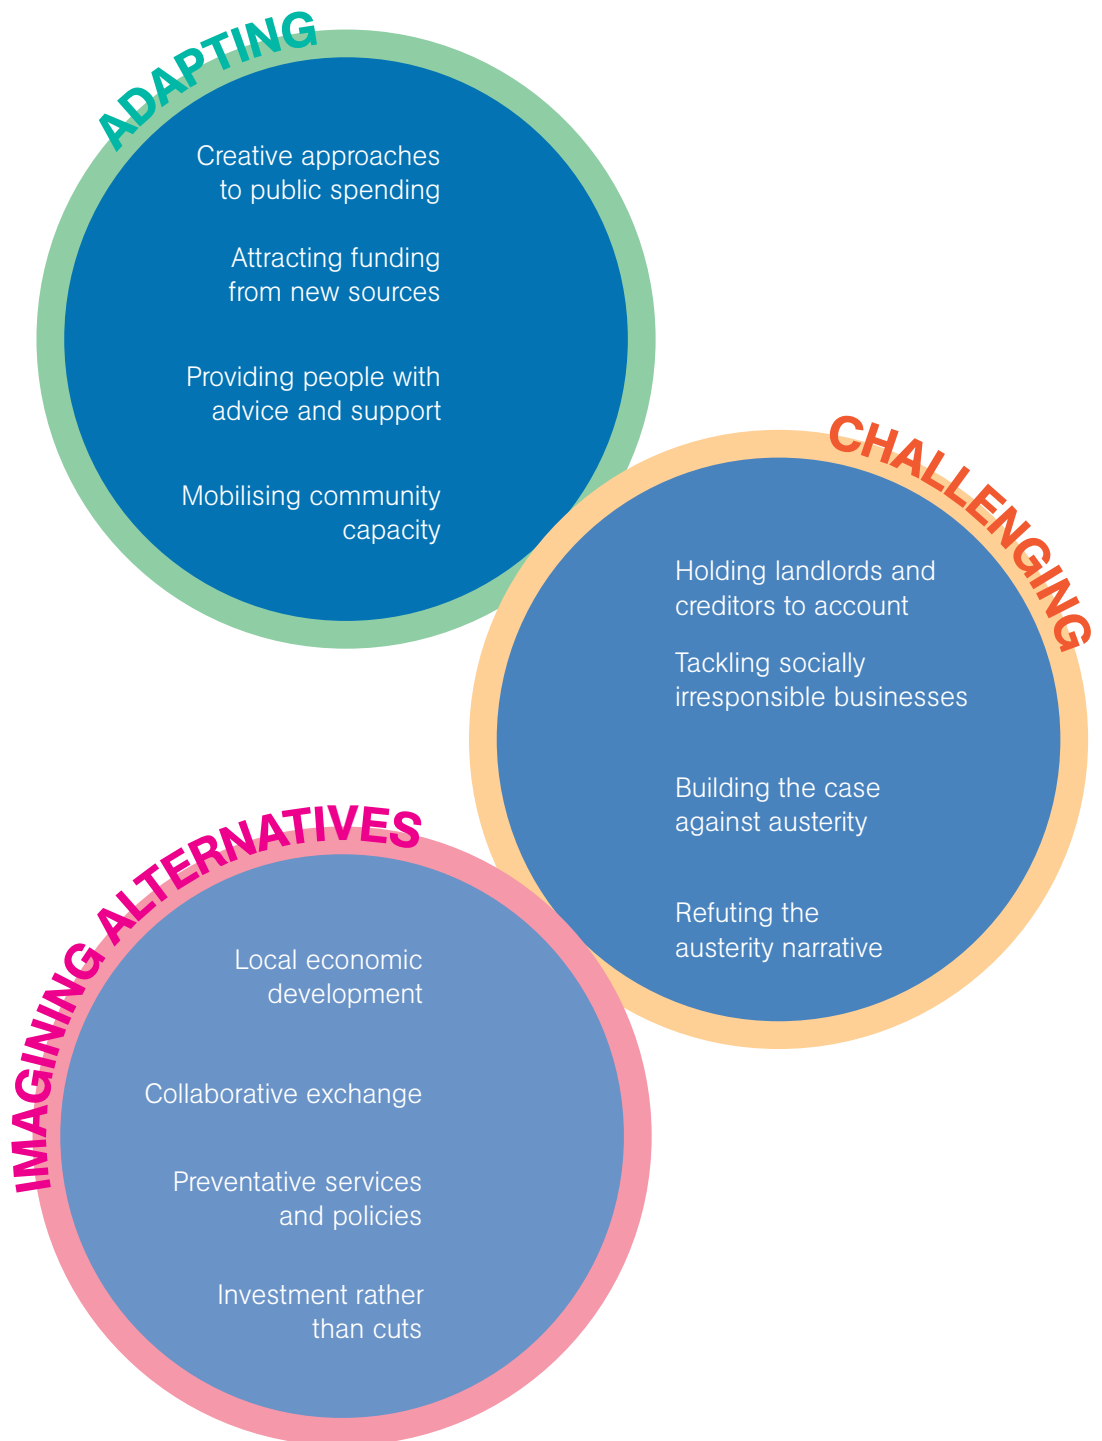 ADAPTING
Creative approaches
to public spending
Attracting funding
from new sources
Providing people with
advice and support
Mobilising community
capacity
CHALLENGING
Holding landlords and
creditors to account
Tackling socially
irresponsible businesses
Building the case
against austerity
Refuting the
austerity narrative
IMAGINING ALTERNATIVES
Local economic
development
Collaborative exchange
Preventative services
and policies
Investment rather
than cuts